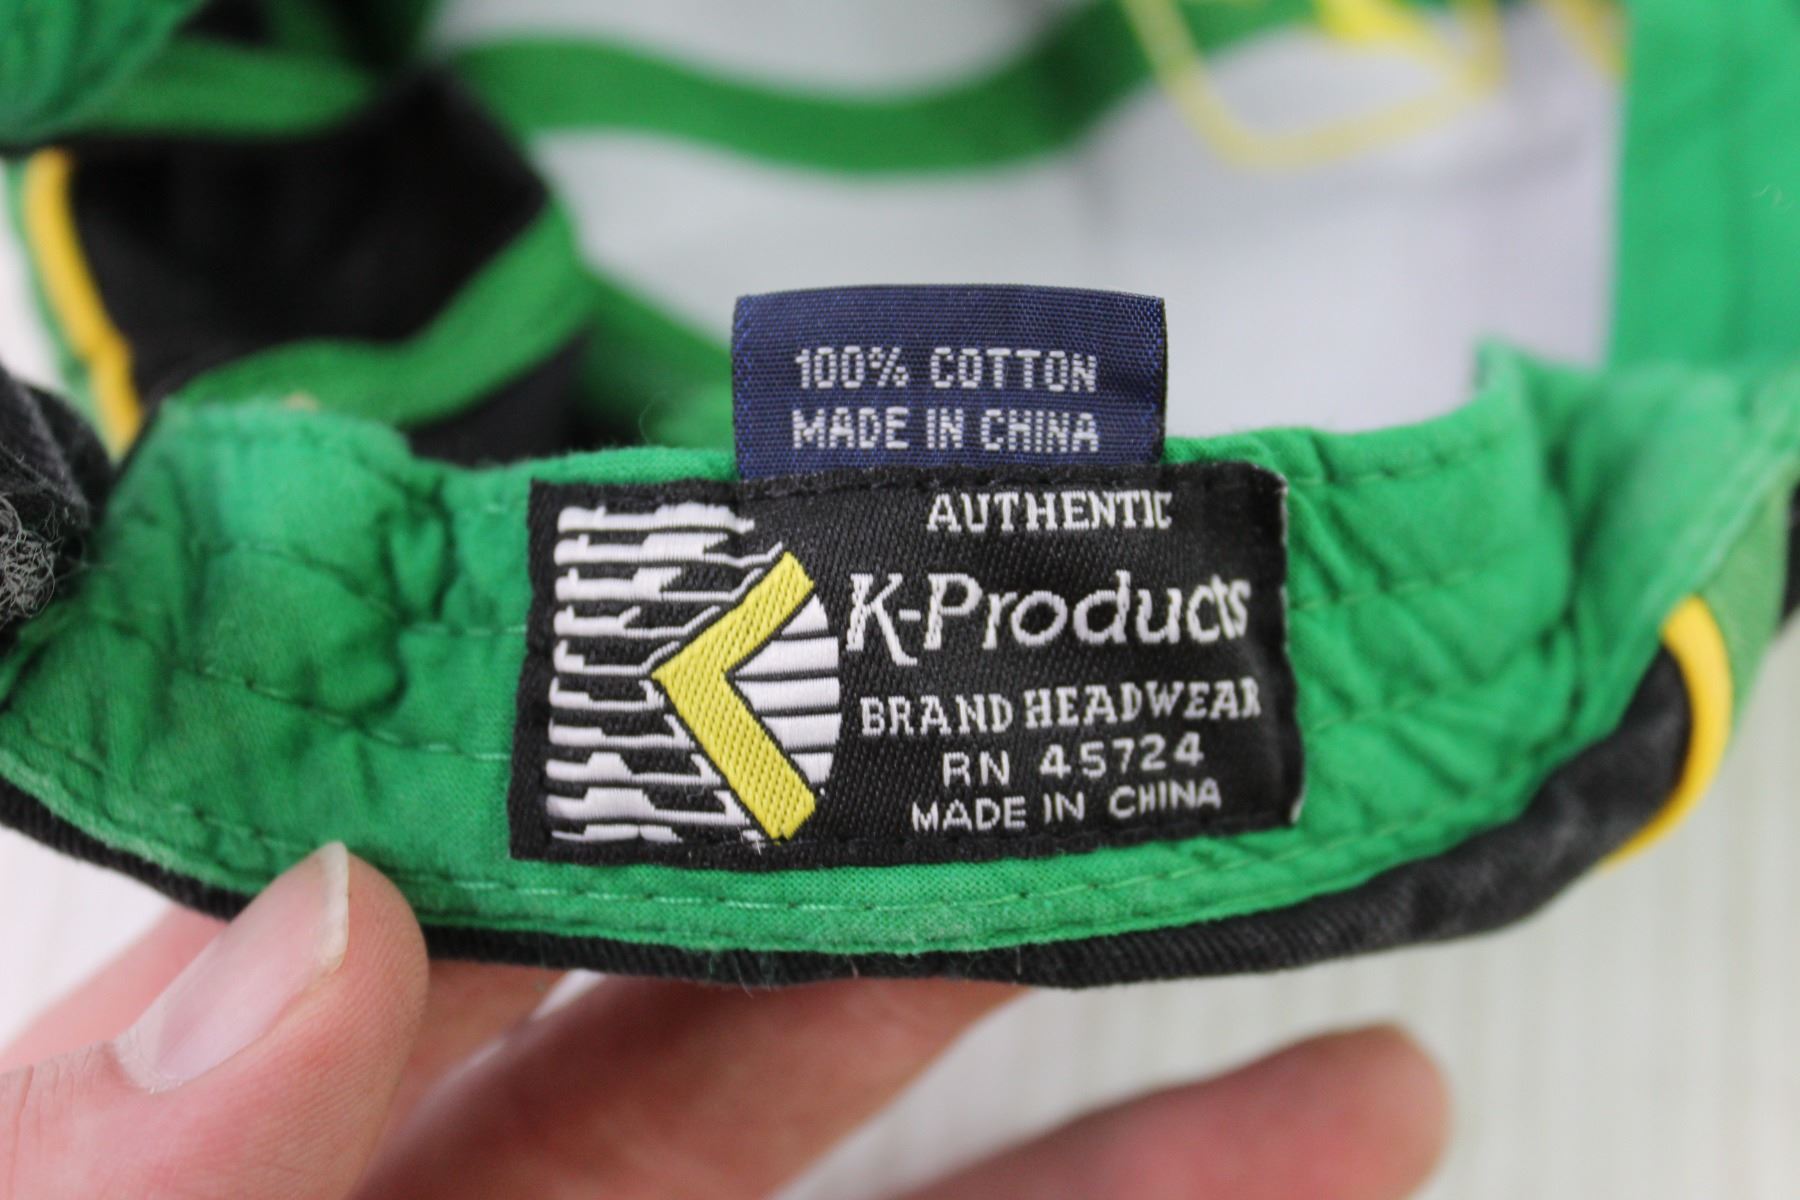 100% COTTON
MADE IN CHINA
AUTHENTIC
K-Products
BRAND HEADWEAR
RN 45724
MADE IN CHINA